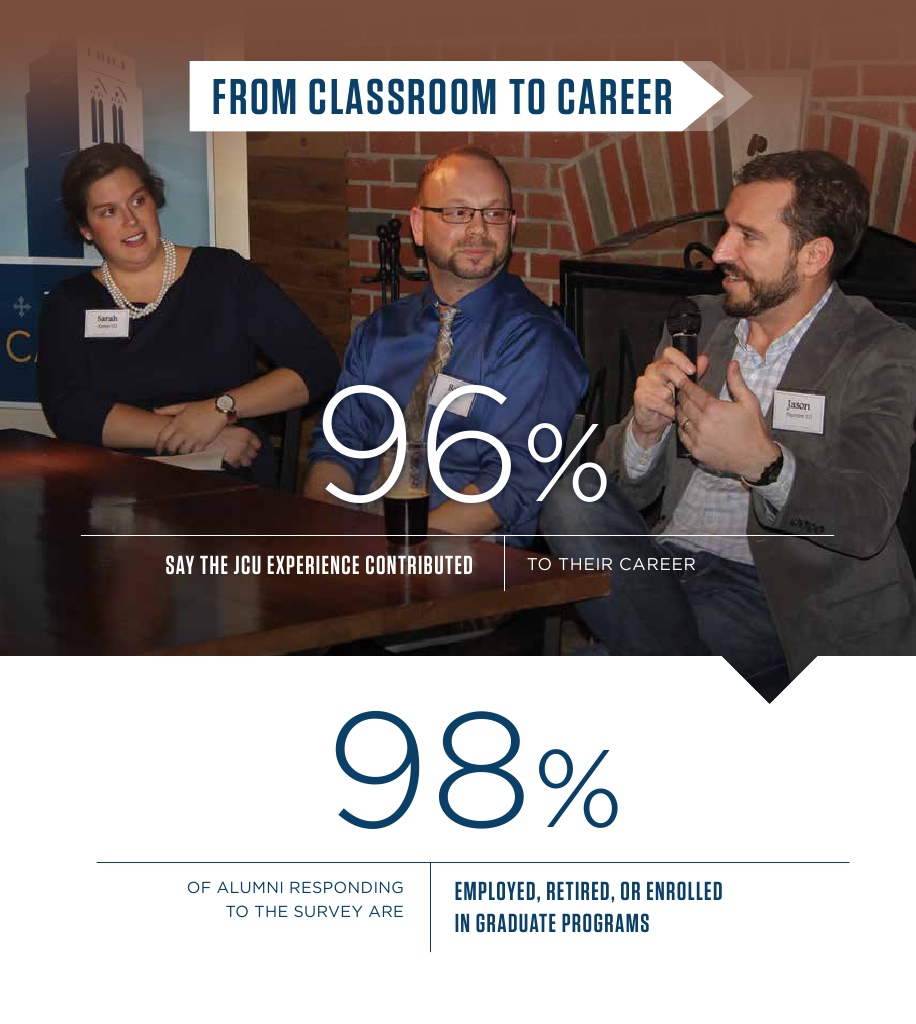 FROM CLASSROOM TO CAREER
Sarah
Jason
96%
SAY THE JCU EXPERIENCE CONTRIBUTED
TO THEIR CAREER
98%
OF ALUMNI RESPONDING
TO THE SURVEY ARE
EMPLOYED, RETIRED, OR ENROLLED
IN GRADUATE PROGRAMS